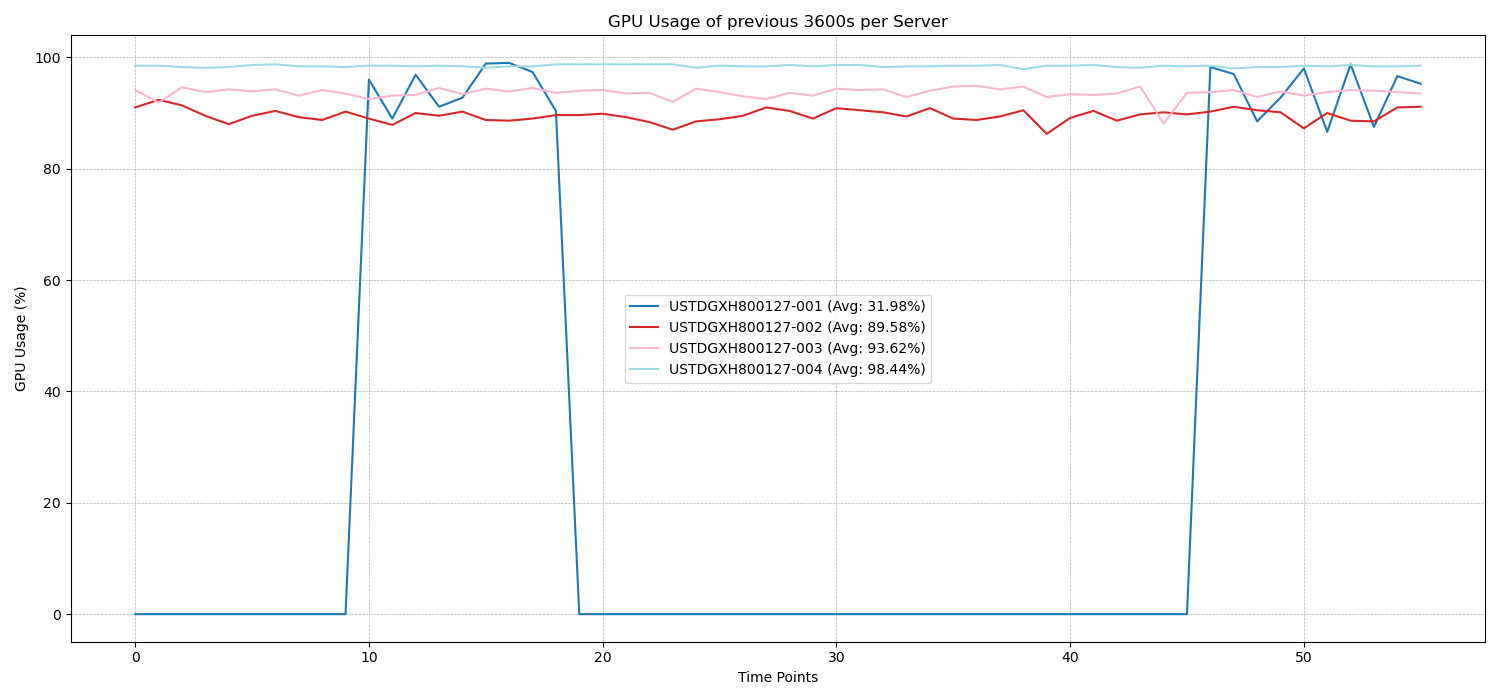 GPU Usage of previous 3600s per Server
GPU Usage (%)
100
80
60
40
20
0
USTDGXH800127-001 (Avg: 31.98%)
USTDGXH800127-002 (Avg: 89.58%)
USTDGXH800127-003 (Avg: 93.62%)
USTDGXH800127-004 (Avg: 98.44%)
0 10 20 30 40 50
Time Points